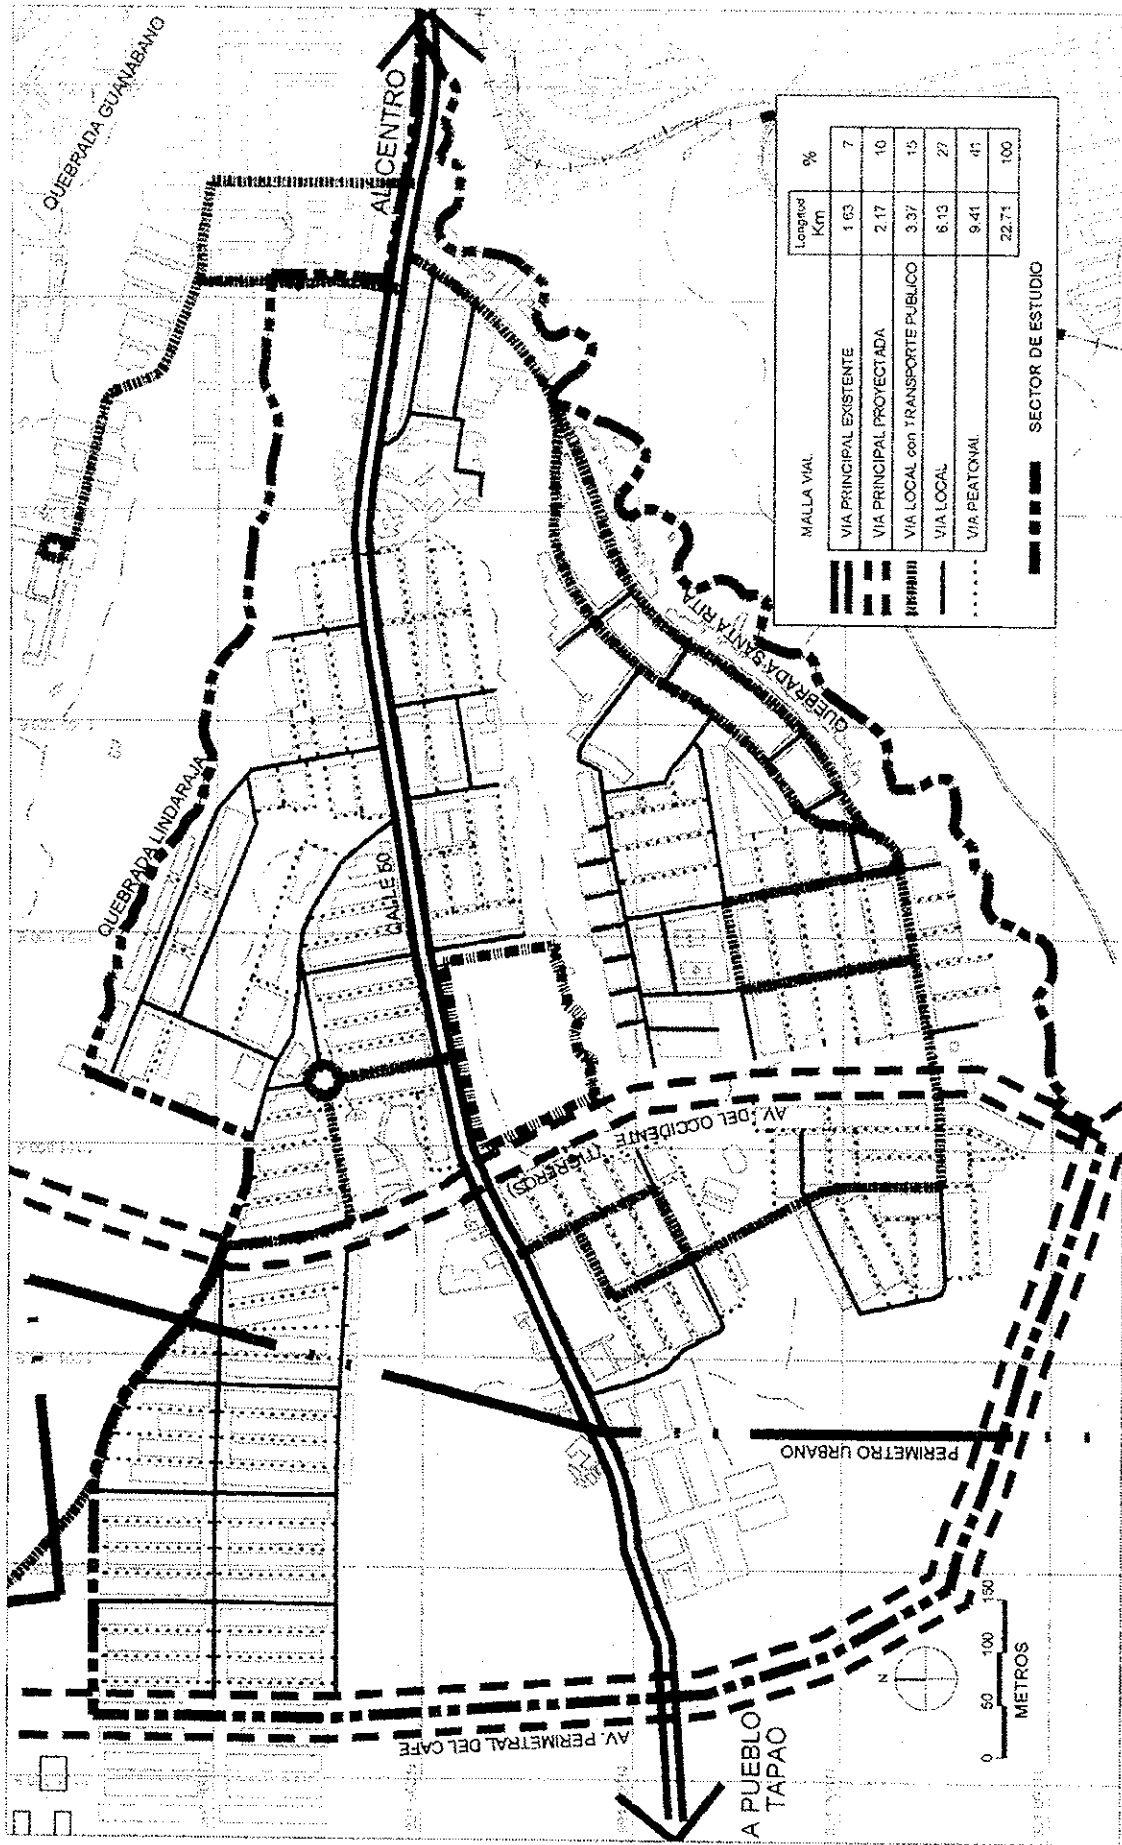 QUEBRADA GUANABANO
AL CENTRO
QUEBRADA LINDARAJA
CALLE 50
QUEBRADA SANTA RITA
AV. DEL OCCIDENTE
(TIGREROS)
PERIMETRO URBANO
AV. PERIMETRAL DEL CAFE
A PUEBLO
TAPAO
N
0 50 100 150
METROS
MALLA VIAL Longitud Km %
VIA PRINCIPAL EXISTENTE 1.63 7
VIA PRINCIPAL PROYECTADA 2.17 10
VIA LOCAL con TRANSPORTE PUBLICO 3.37 15
VIA LOCAL 6.13 27
VIA PEATONAL 9.41 41
22.71 100
SECTOR DE ESTUDIO